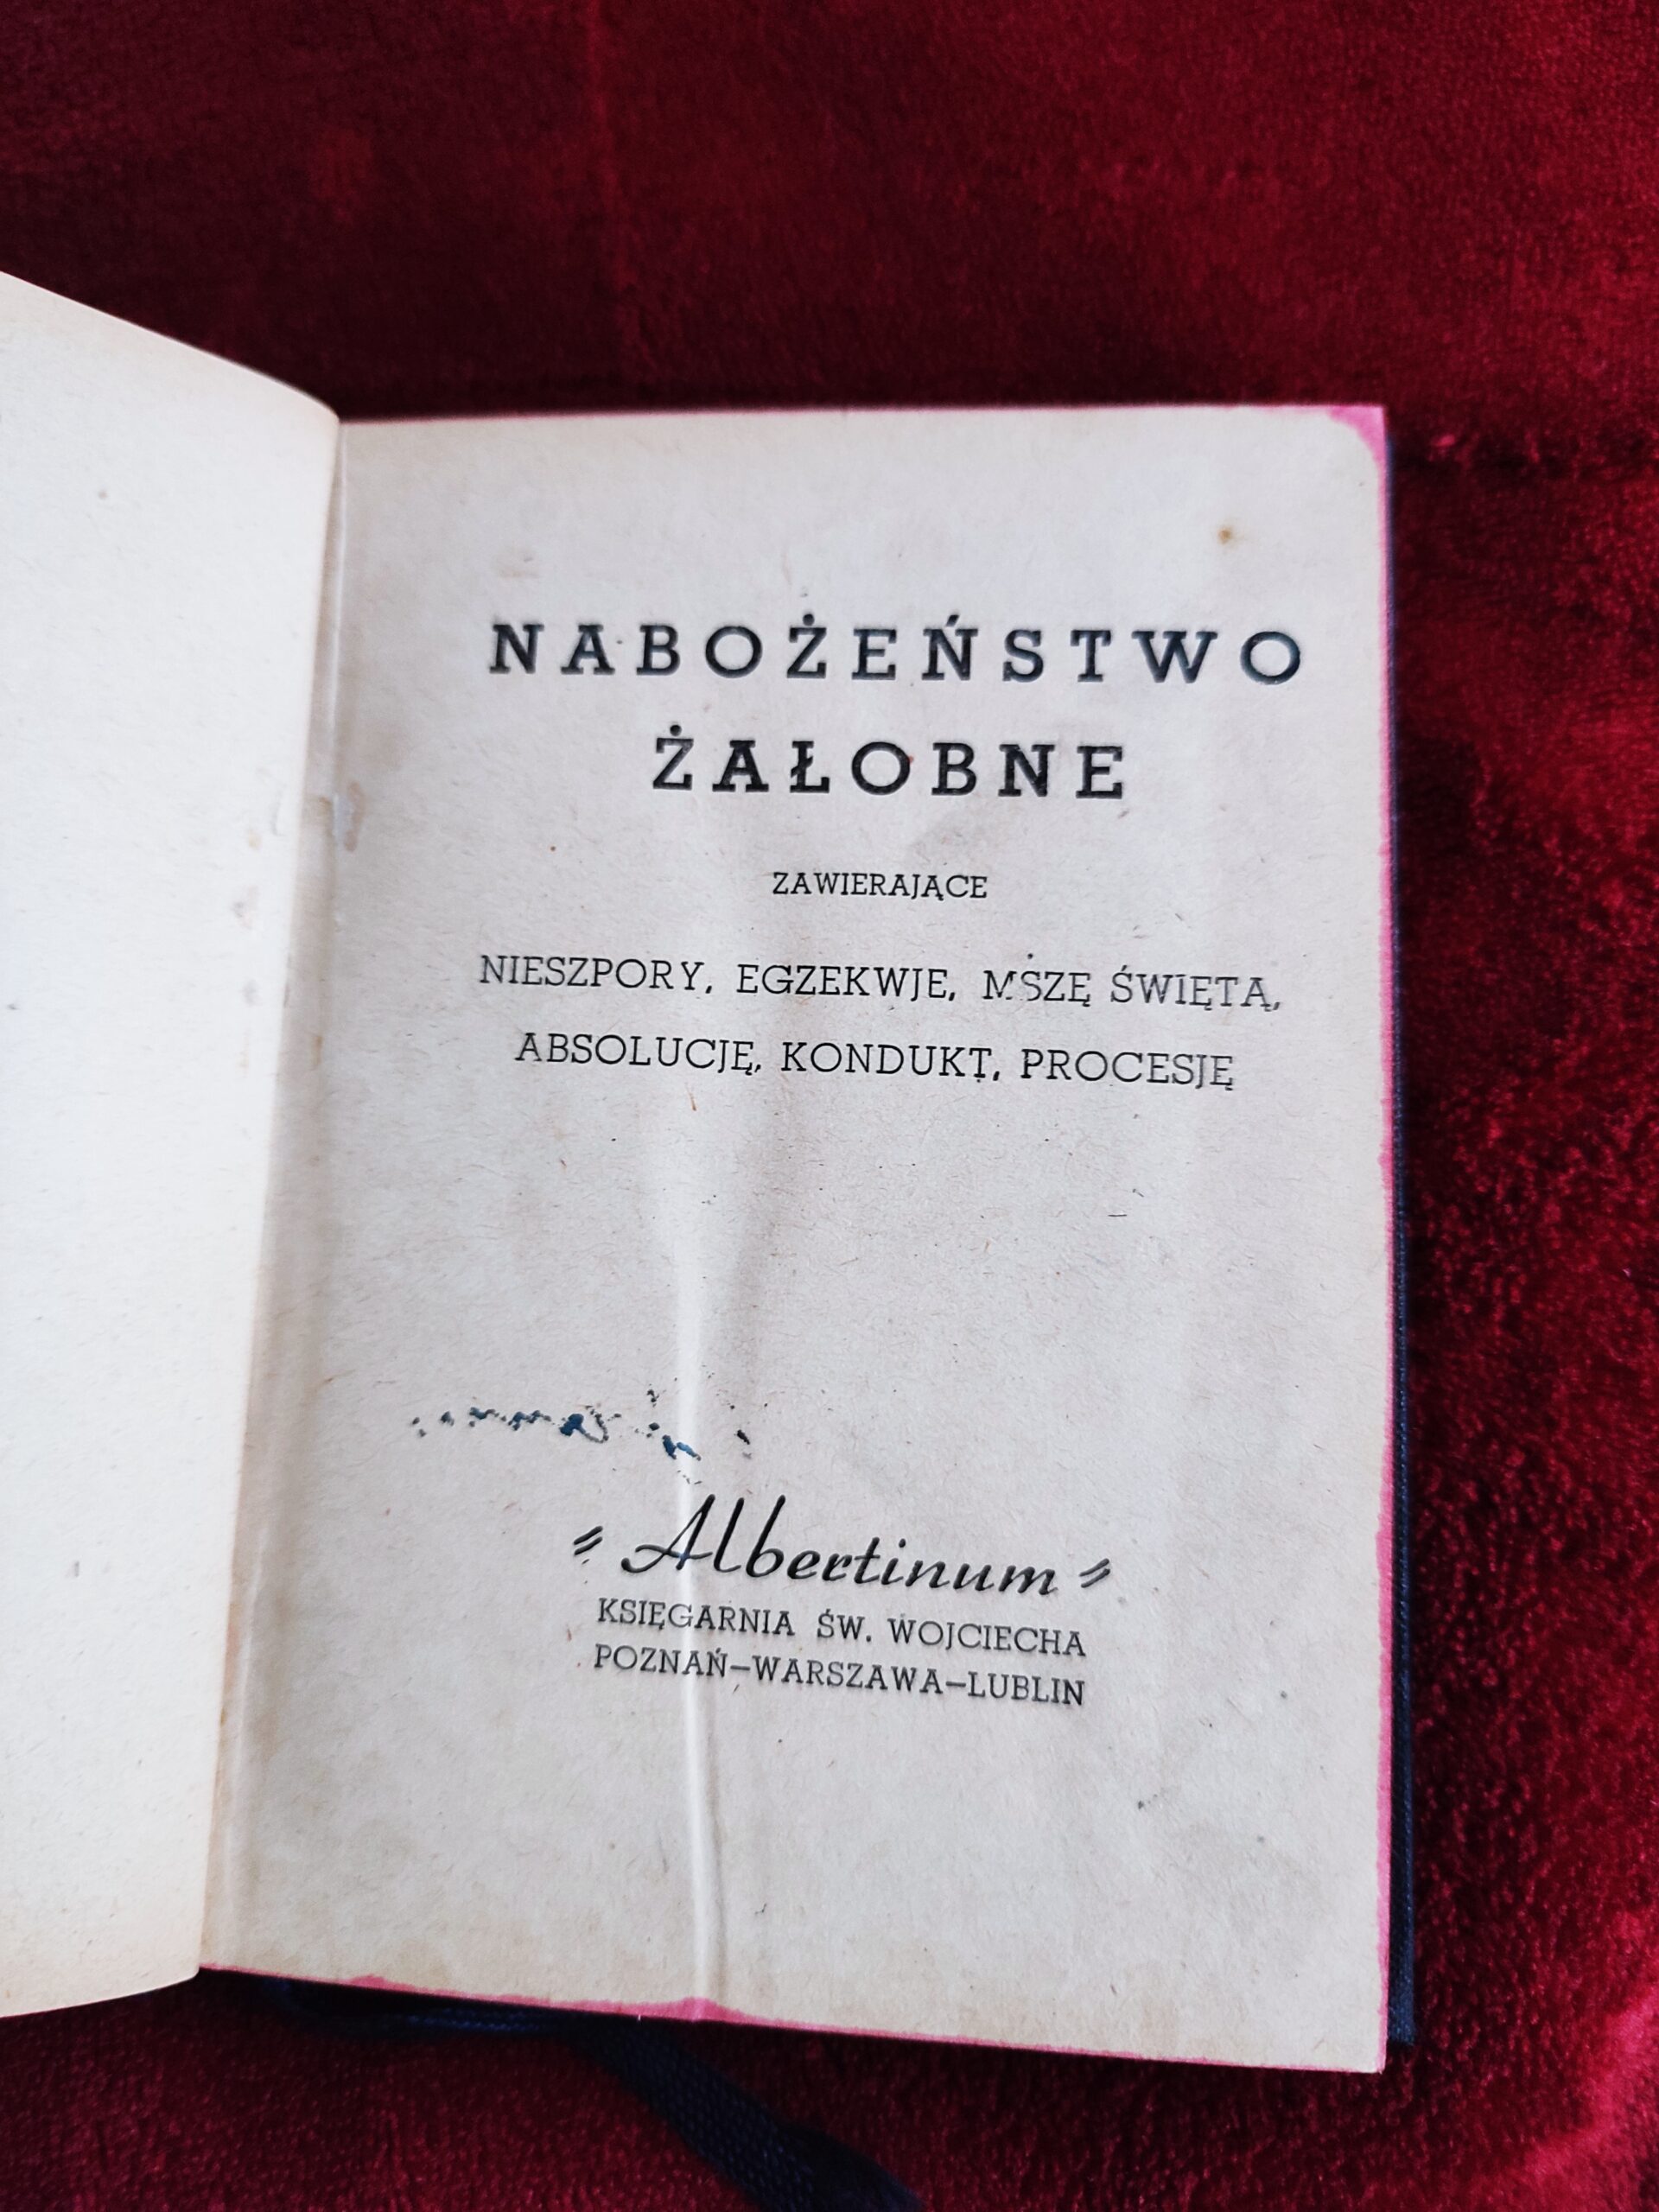 NABOŻEŃSTWO
ŻAŁOBNE
ZAWIERAJĄCE
NIESZPORY, EGZEKWJE, MSZĘ ŚWIĘTĄ,
ABSOLUCJĘ, KONDUKT, PROCESJĘ
"Albertinum"
KSIĘGARNIA ŚW. WOJCIECHA
POZNAŃ–WARSZAWA–LUBLIN